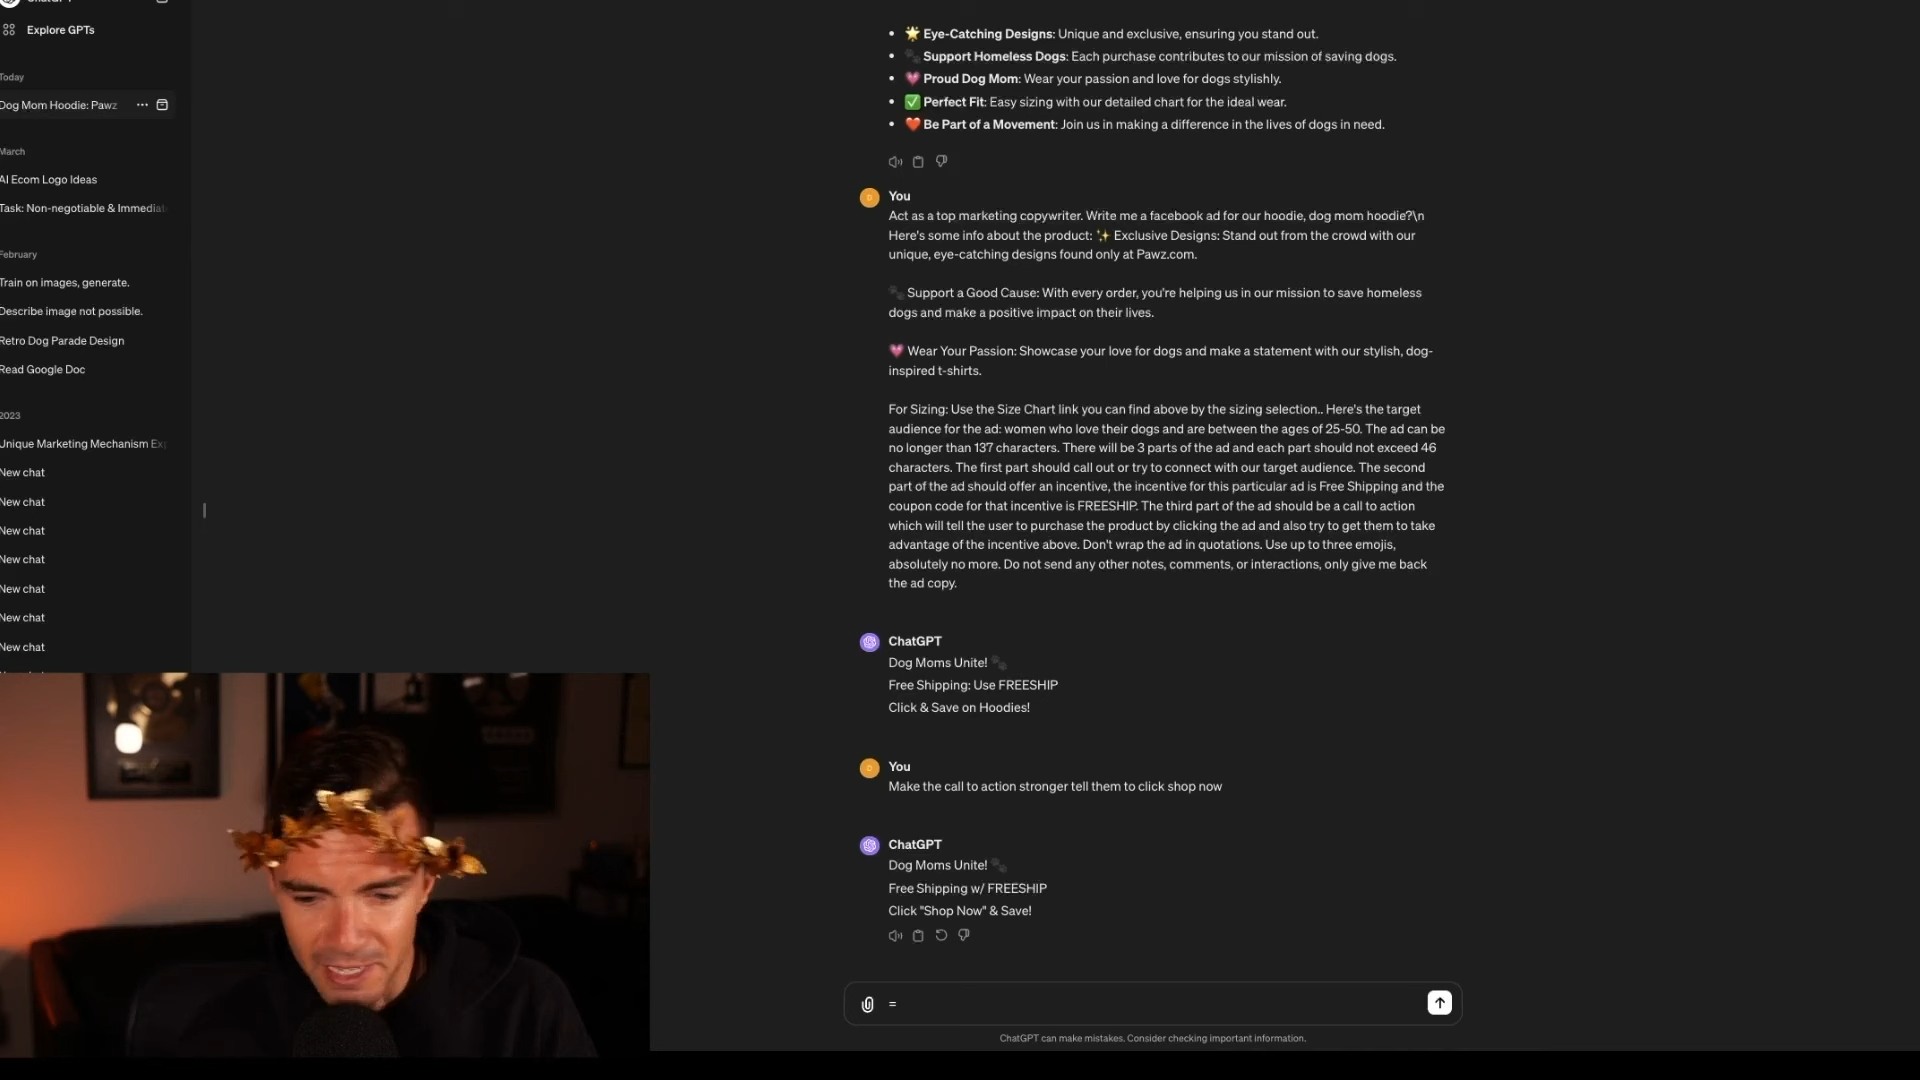 Explore GPTs
Today
Dog Mom Hoodie: Pawz
March
AI Ecom Logo Ideas
Task: Non-negotiable & Immediat
February
Train on images, generate.
Describe image not possible.
Retro Dog Parade Design
Read Google Doc
2023
Unique Marketing Mechanism Ex
New chat
New chat
New chat
New chat
New chat
New chat
New chat
🌟 Eye-Catching Designs: Unique and exclusive, ensuring you stand out.
🐾 Support Homeless Dogs: Each purchase contributes to our mission of saving dogs.
💗 Proud Dog Mom: Wear your passion and love for dogs stylishly.
✅ Perfect Fit: Easy sizing with our detailed chart for the ideal wear.
❤️ Be Part of a Movement: Join us in making a difference in the lives of dogs in need.
You
Act as a top marketing copywriter. Write me a facebook ad for our hoodie, dog mom hoodie?\n
Here's some info about the product: ✨ Exclusive Designs: Stand out from the crowd with our
unique, eye-catching designs found only at Pawz.com.
🐾 Support a Good Cause: With every order, you're helping us in our mission to save homeless
dogs and make a positive impact on their lives.
💗 Wear Your Passion: Showcase your love for dogs and make a statement with our stylish, dog-
inspired t-shirts.
For Sizing: Use the Size Chart link you can find above by the sizing selection.. Here's the target
audience for the ad: women who love their dogs and are between the ages of 25-50. The ad can be
no longer than 137 characters. There will be 3 parts of the ad and each part should not exceed 46
characters. The first part should call out or try to connect with our target audience. The second
part of the ad should offer an incentive, the incentive for this particular ad is Free Shipping and the
coupon code for that incentive is FREESHIP. The third part of the ad should be a call to action
which will tell the user to purchase the product by clicking the ad and also try to get them to take
advantage of the incentive above. Don't wrap the ad in quotations. Use up to three emojis,
absolutely no more. Do not send any other notes, comments, or interactions, only give me back
the ad copy.
ChatGPT
Dog Moms Unite! 🐾
Free Shipping: Use FREESHIP
Click & Save on Hoodies!
You
Make the call to action stronger tell them to click shop now
ChatGPT
Dog Moms Unite! 🐾
Free Shipping w/ FREESHIP
Click "Shop Now" & Save!
=
ChatGPT can make mistakes. Consider checking important information.